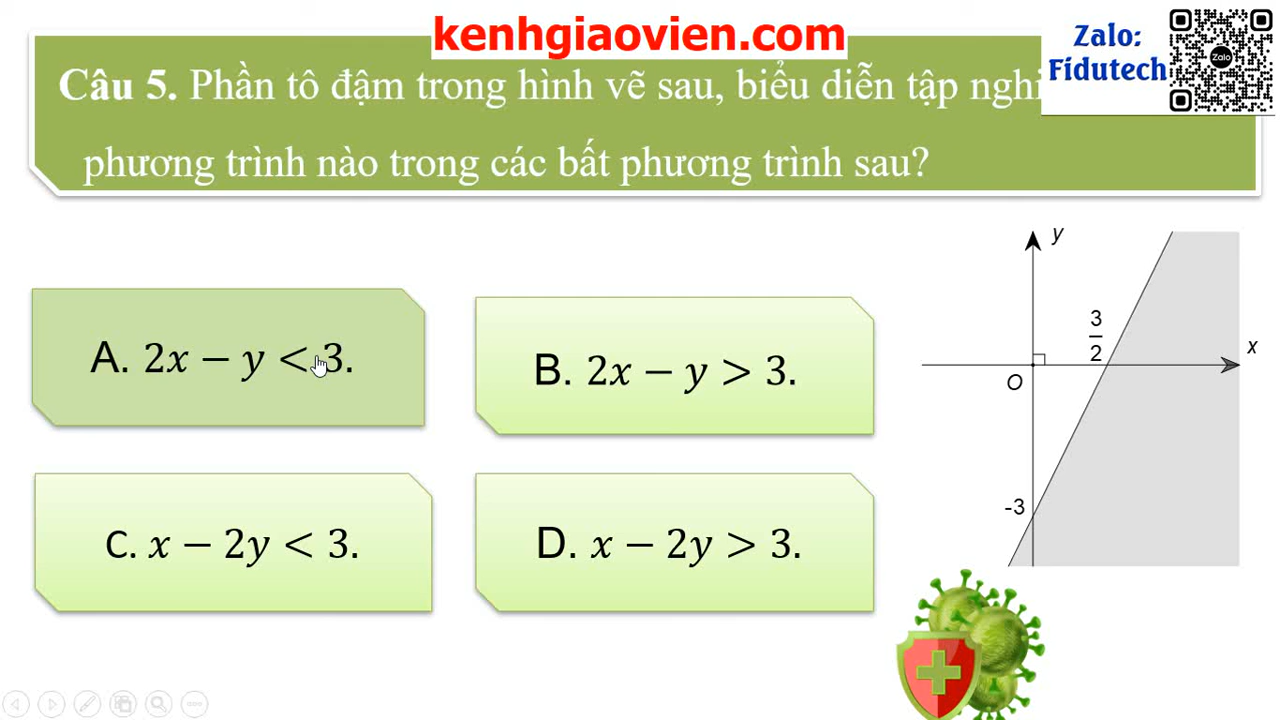 kenhgiaovien.com
Zalo:
Fidutech
Zalo
Câu 5. Phần tô đậm trong hình vẽ sau, biểu diễn tập
phương trình nào trong các bất phương trình sau?
A. 2x − y < 3.
B. 2x − y > 3.
C. x − 2y < 3.
D. x − 2y > 3.
y
3
2
x
O
-3